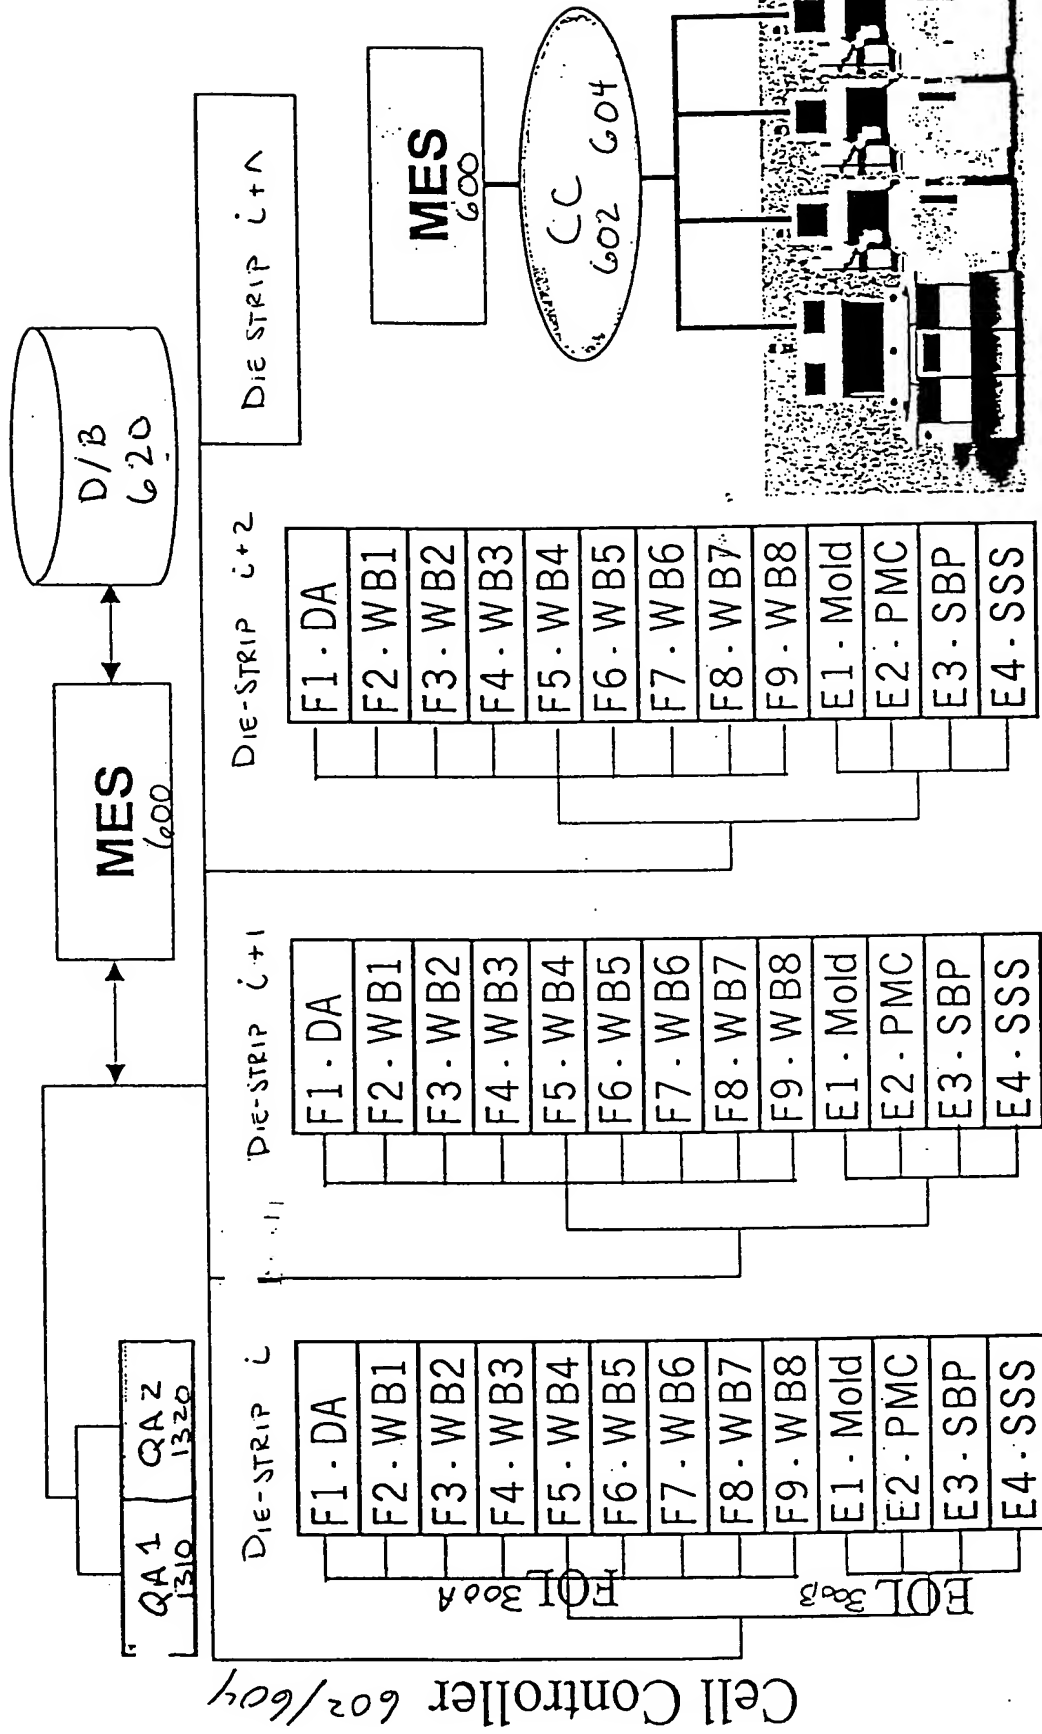 QA1
1310
QA2
1320
MES
600
D/B
620
Cell Controller 602/604
DIE-STRIP i
F1 · DA
F2 · WB1
F3 · WB2
F4 · WB3
F5 · WB4
F6 · WB5
F7 · WB6
F8 · WB7
F9 · WB8
E1 · Mold
E2 · PMC
E3 · SBP
E4 · SSS
FOL 300A
EOL 300B
DIE-STRIP i+1
F1 · DA
F2 · WB1
F3 · WB2
F4 · WB3
F5 · WB4
F6 · WB5
F7 · WB6
F8 · WB7
F9 · WB8
E1 · Mold
E2 · PMC
E3 · SBP
E4 · SSS
DIE-STRIP i+2
F1 · DA
F2 · WB1
F3 · WB2
F4 · WB3
F5 · WB4
F6 · WB5
F7 · WB6
F8 · WB7
F9 · WB8
E1 · Mold
E2 · PMC
E3 · SBP
E4 · SSS
DIE STRIP i+n
MES
600
CC
602 604